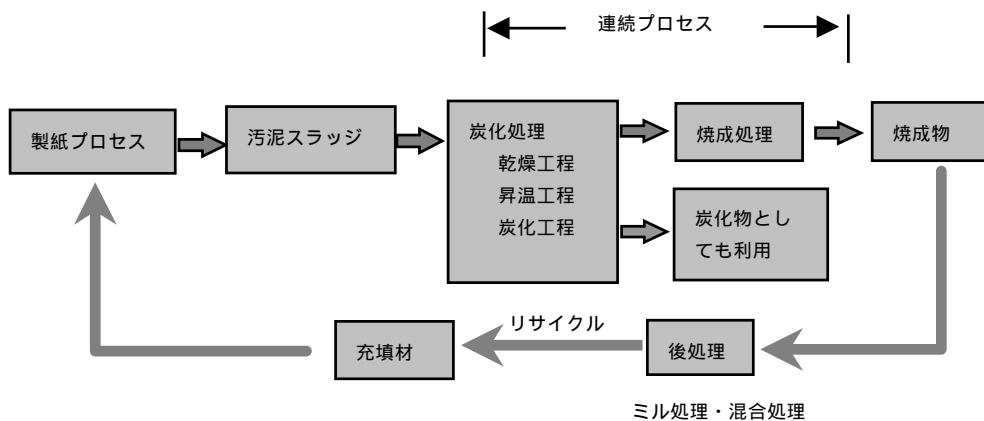 連続プロセス
製紙プロセス
汚泥スラッジ
炭化処理
乾燥工程
昇温工程
炭化工程
焼成処理
焼成物
炭化物とし
ても利用
リサイクル
充填材
後処理
ミル処理・混合処理